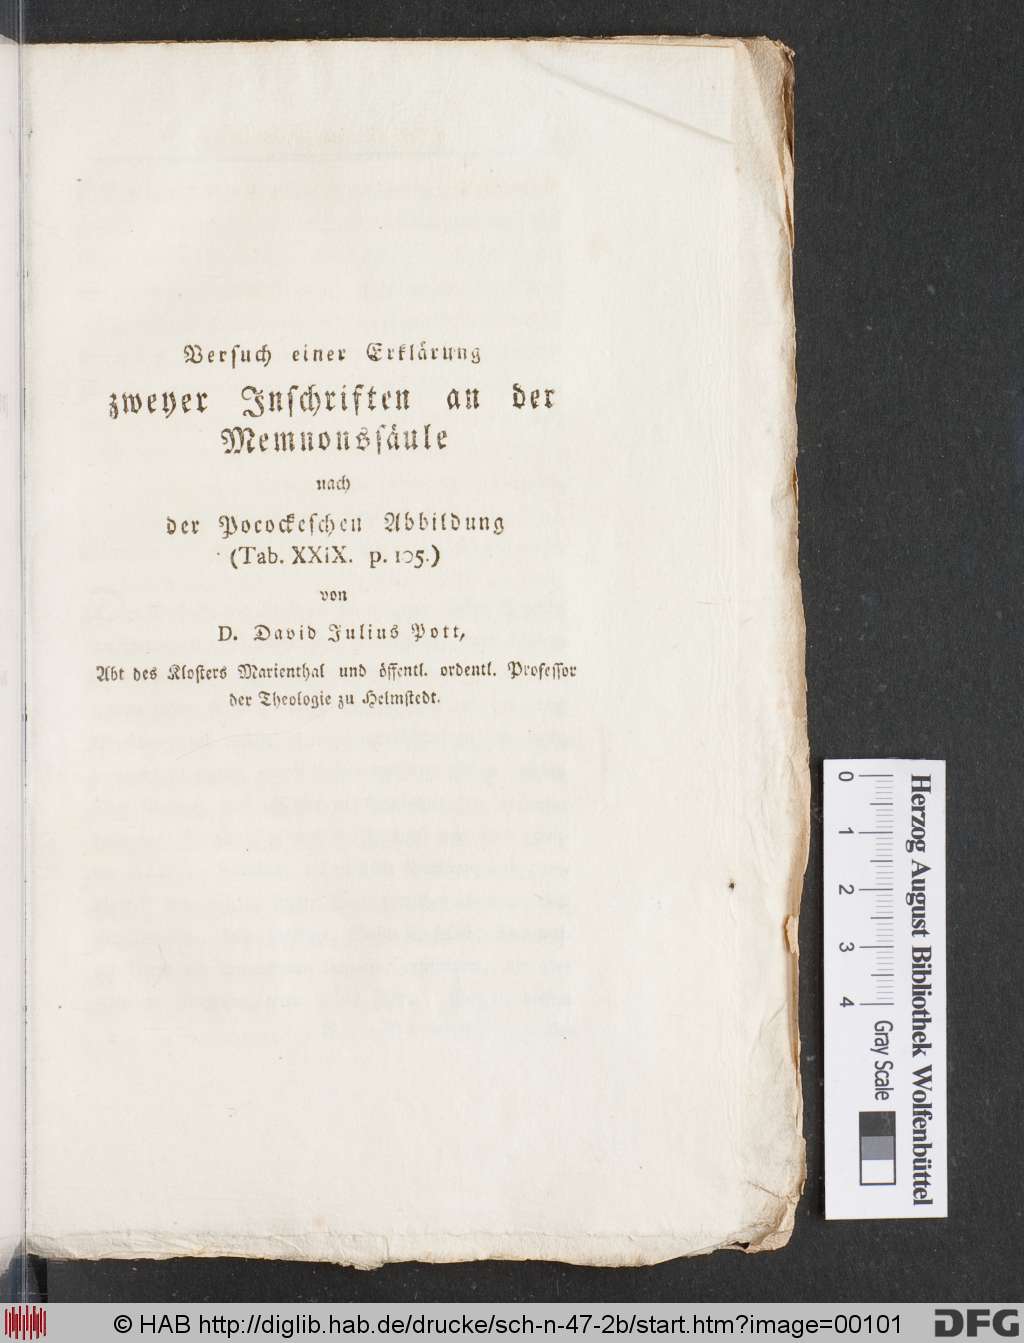 Versuch einer Erklärung
zweyer Inschriften an der
Memnonssäule
nach
der Pocockeschen Abbildung
(Tab. XXiX. p. 105.)
von
D. David Julius Pott,
Abt des Klosters Marienthal und öffentl. ordentl. Professor
der Theologie zu Helmstedt.
0 1 2 3 4
Gray Scale
Herzog August Bibliothek Wolfenbüttel
© HAB http://diglib.hab.de/drucke/sch-n-47-2b/start.htm?image=00101
DFG